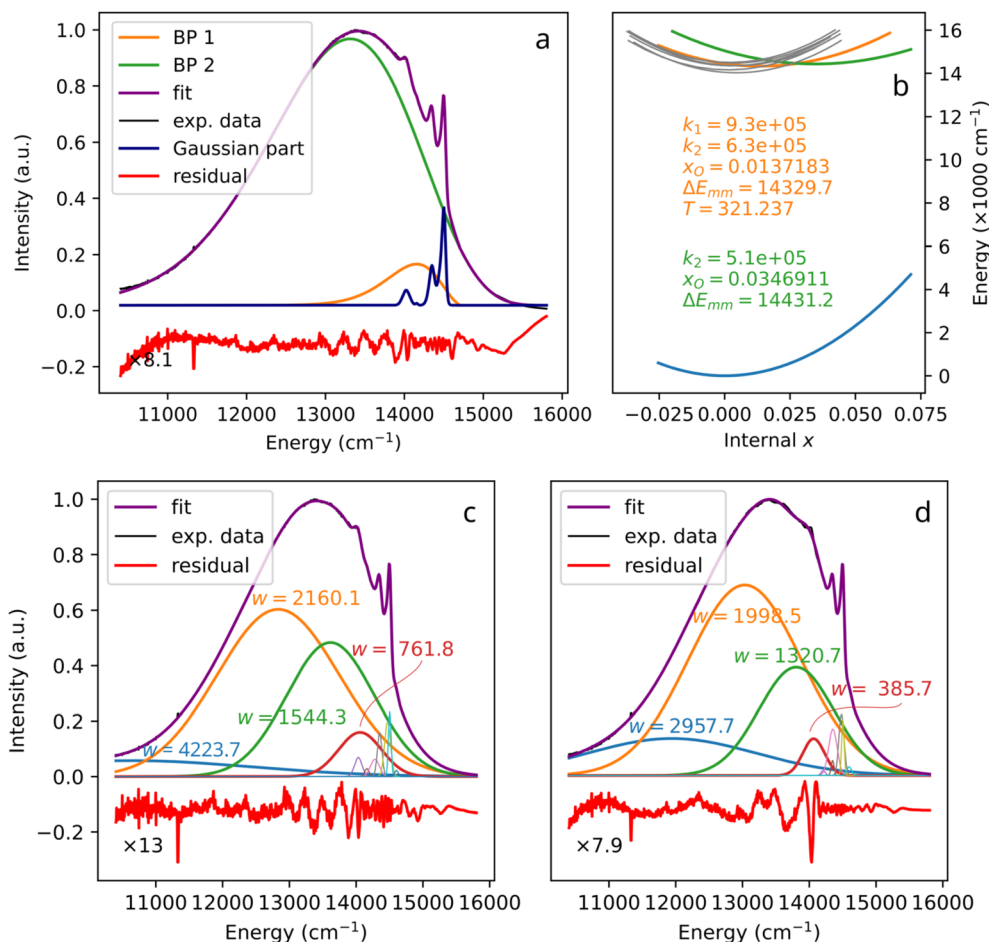 a
BP 1
BP 2
fit
exp. data
Gaussian part
residual
Intensity (a.u.)
1.0
0.8
0.6
0.4
0.2
0.0
−0.2
×8.1
11000 12000 13000 14000 15000 16000
Energy (cm⁻¹)
b
k₁ = 9.3e+05
k₂ = 6.3e+05
x_O = 0.0137183
ΔE_mm = 14329.7
T = 321.237
k₂ = 5.1e+05
x_O = 0.0346911
ΔE_mm = 14431.2
16
14
12
10
8
6
4
2
0
Energy (×1000 cm⁻¹)
−0.025 0.000 0.025 0.050 0.075
Internal x
c
fit
exp. data
residual
Intensity (a.u.)
1.0
0.8
0.6
0.4
0.2
0.0
−0.2
w = 2160.1
w = 761.8
w = 1544.3
w = 4223.7
×13
11000 12000 13000 14000 15000 16000
Energy (cm⁻¹)
d
fit
exp. data
residual
w = 1998.5
w = 1320.7
w = 385.7
w = 2957.7
×7.9
11000 12000 13000 14000 15000 16000
Energy (cm⁻¹)